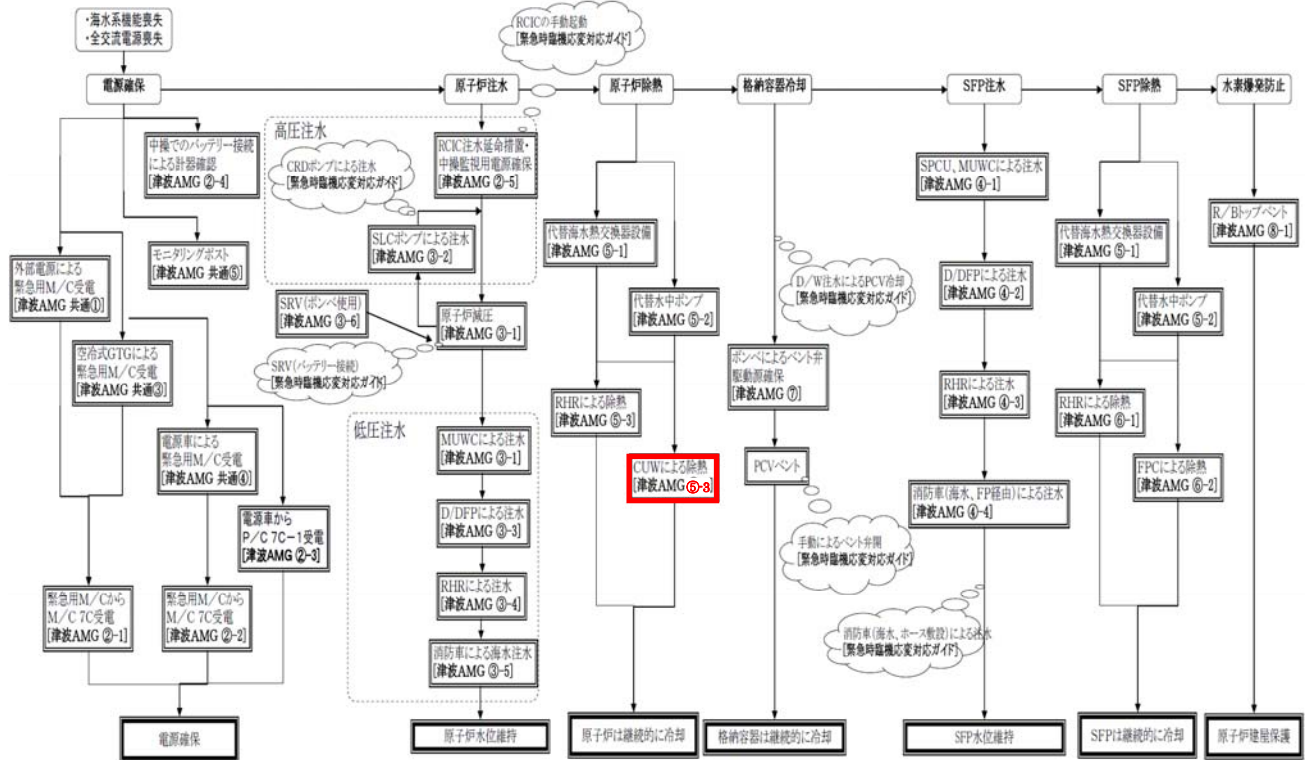 ・海水系機能喪失
・全交流電源喪失
RCICの手動起動
[緊急時臨機応変対応ガイド]
電源確保
原子炉注水
原子炉除熱
格納容器冷却
SFP注水
SFP除熱
水素爆発防止
中操でのバッテリー接続
による計器確認
[津波AMG ②-4]
モニタリングポスト
[津波AMG 共通⑤]
外部電源による
緊急用M/C受電
[津波AMG 共通①]
空冷式GTGによる
緊急用M/C受電
[津波AMG 共通③]
電源車による
緊急用M/C受電
[津波AMG 共通④]
電源車から
P/C 7C-1受電
[津波AMG ②-3]
緊急用M/Cから
M/C 7C受電
[津波AMG ②-1]
緊急用M/Cから
M/C 7C受電
[津波AMG ②-2]
電源確保
高圧注水
RCIC注水延命措置・
中操監視用電源確保
[津波AMG ②-5]
CRDポンプによる注水
[緊急時臨機応変対応ガイド]
SLCポンプによる注水
[津波AMG ③-2]
SRV(ボンベ使用)
[津波AMG ③-6]
原子炉減圧
[津波AMG ③-1]
SRV(バッテリー接続)
[緊急時臨機応変対応ガイド]
低圧注水
MUWCによる注水
[津波AMG ③-1]
D/DFPによる注水
[津波AMG ③-3]
RHRによる注水
[津波AMG ③-4]
消防車による海水注水
[津波AMG ③-5]
原子炉水位維持
代替海水熱交換器設備
[津波AMG ⑤-1]
代替水中ポンプ
[津波AMG ⑤-2]
RHRによる除熱
[津波AMG ⑤-3]
CUWによる除熱
[津波AMG ⑤-3]
原子炉は継続的に冷却
D/W注水によるPCV冷却
[緊急時臨機応変対応ガイド]
ボンベによるベント弁
駆動源確保
[津波AMG ⑦]
PCVベント
手動によるベント弁開
[緊急時臨機応変対応ガイド]
格納容器は継続的に冷却
SPCU、MUWCによる注水
[津波AMG ④-1]
D/DFPによる注水
[津波AMG ④-2]
RHRによる注水
[津波AMG ④-3]
消防車(海水、FP経由)による注水
[津波AMG ④-4]
消防車(海水、ホース敷設)による注水
[緊急時臨機応変対応ガイド]
SFP水位維持
代替海水熱交換器設備
[津波AMG ⑤-1]
代替水中ポンプ
[津波AMG ⑤-2]
RHRによる除熱
[津波AMG ⑥-1]
FPCによる除熱
[津波AMG ⑥-2]
SFPは継続的に冷却
R/Bトップベント
[津波AMG ⑧-1]
原子炉建屋保護